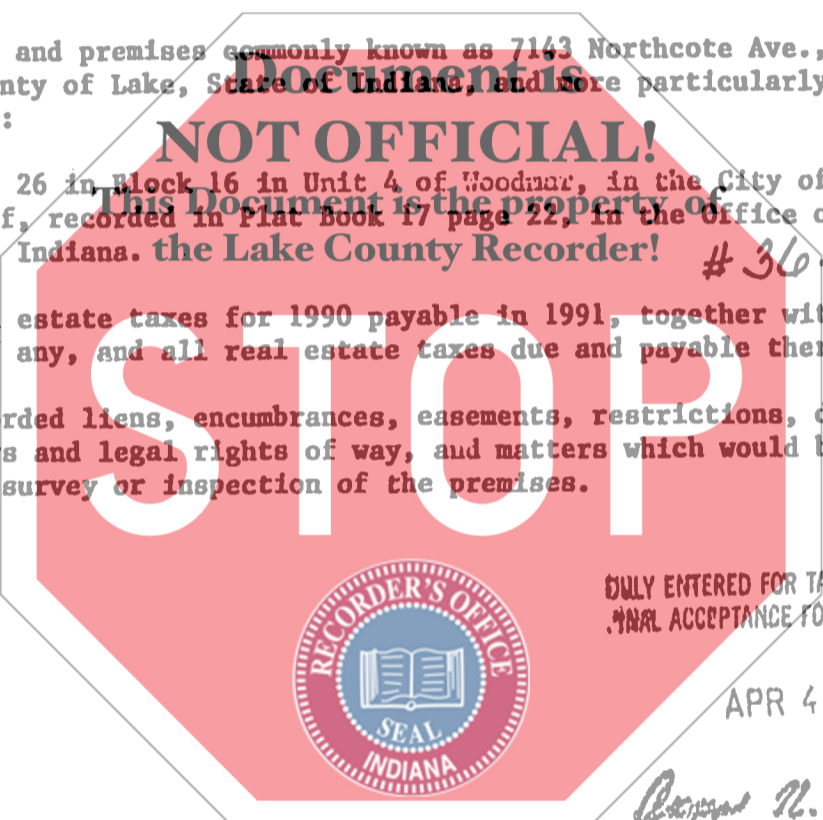 and premises commonly known as 7143 Northcote Ave.,
Document is
nty of Lake, State of Indiana, and more particularly
:
NOT OFFICIAL!
26 in Block 16 in Unit 4 of Woodmar, in the City of
This Document is the property of
f, recorded in Plat Book 17 page 22, in the Office o
Indiana.
the Lake County Recorder!
# 36
estate taxes for 1990 payable in 1991, together wit
any, and all real estate taxes due and payable ther
STOP
rded liens, encumbrances, easements, restrictions,
s and legal rights of way, and matters which would b
survey or inspection of the premises.
RECORDER'S OFFICE
SEAL
INDIANA
DULY ENTERED FOR TA
ACCEPTANCE FO
APR 4